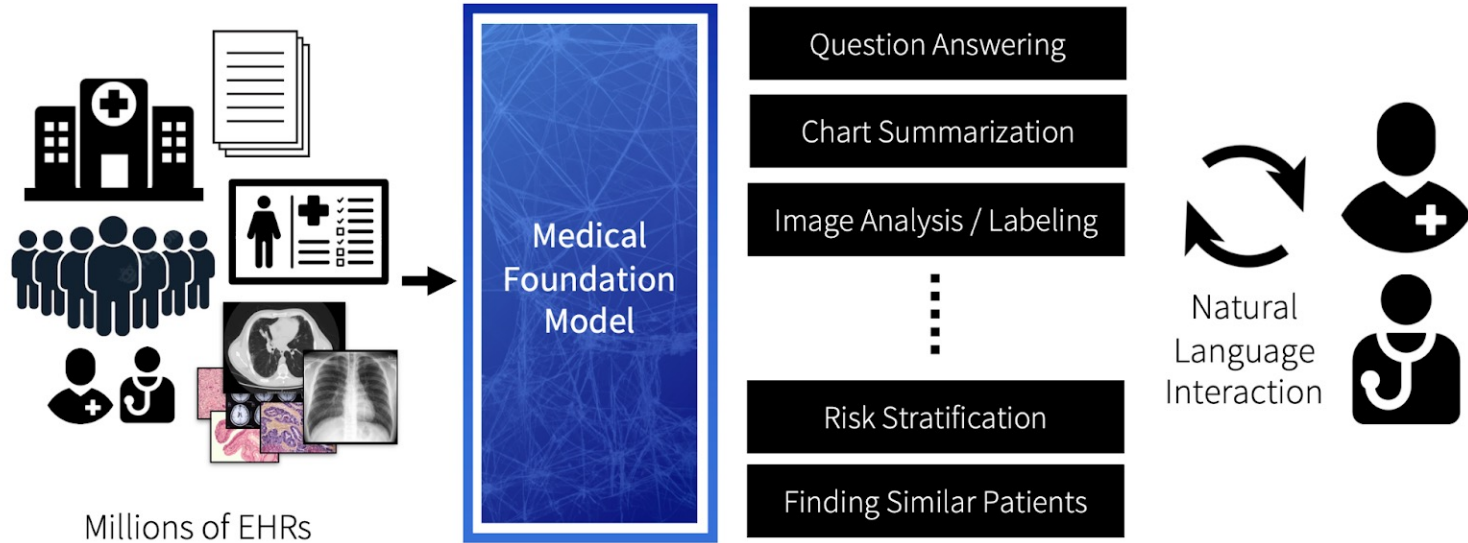 Millions of EHRs
Medical
Foundation
Model
Question Answering
Chart Summarization
Image Analysis / Labeling
Risk Stratification
Finding Similar Patients
Natural
Language
Interaction